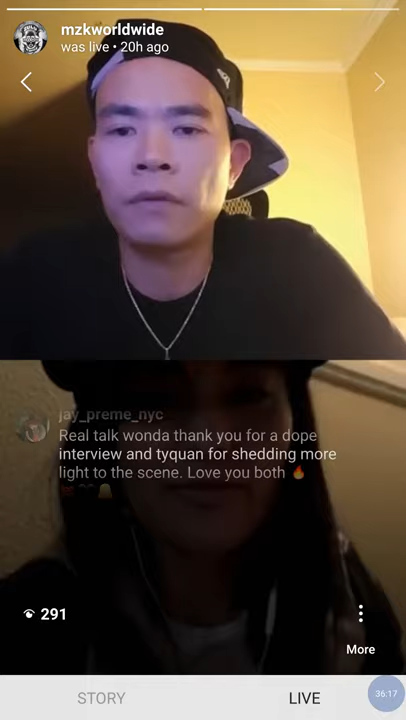 mzkworldwide
was live • 20h ago
jay_preme_nyc
Real talk wonda thank you for a dope
interview and tyquan for shedding more
light to the scene. Love you both 🔥
291
More
STORY LIVE
36:17